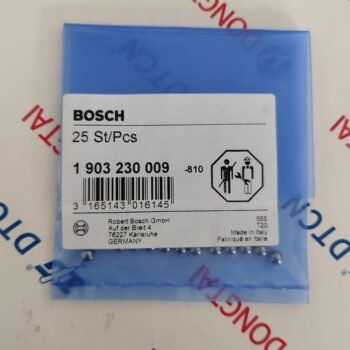 BOSCH
25 St/Pcs
1 903 230 009
-810
3 165143 016145
Robert Bosch GmbH
Auf der Breit 4
76227 Karlsruhe
GERMANY
555
720
Made in Italy
Fabriqué en Italie
DONGTAI
DTCN
DONGTAI
DTCN
DONGTAI